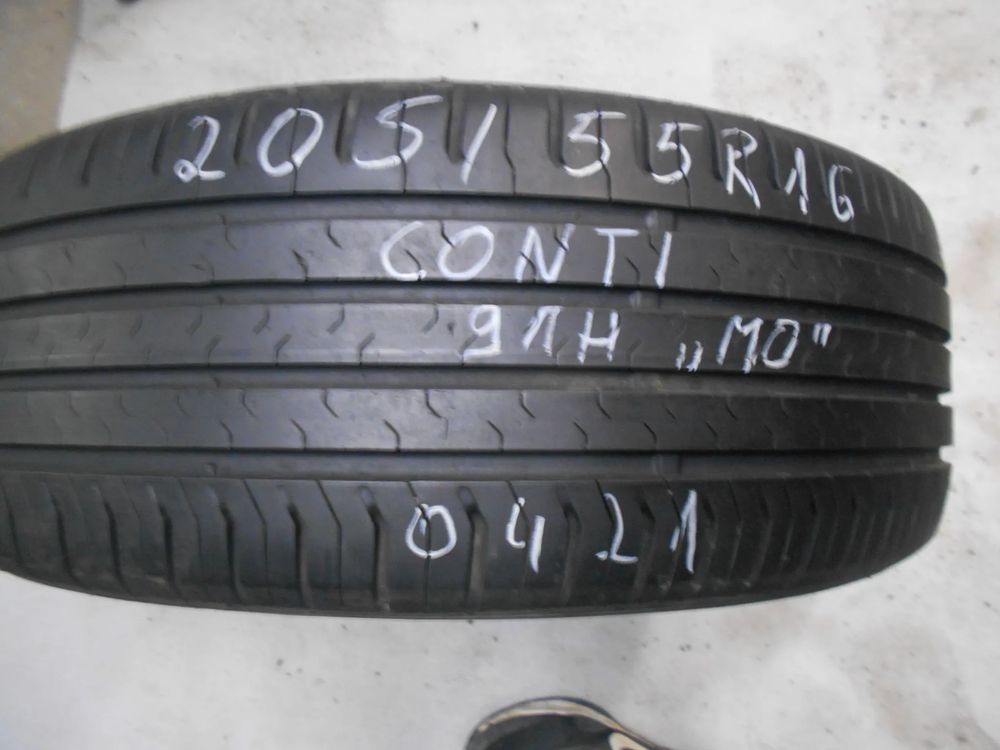 205/55R16
CONTI
91H „MO"
0421